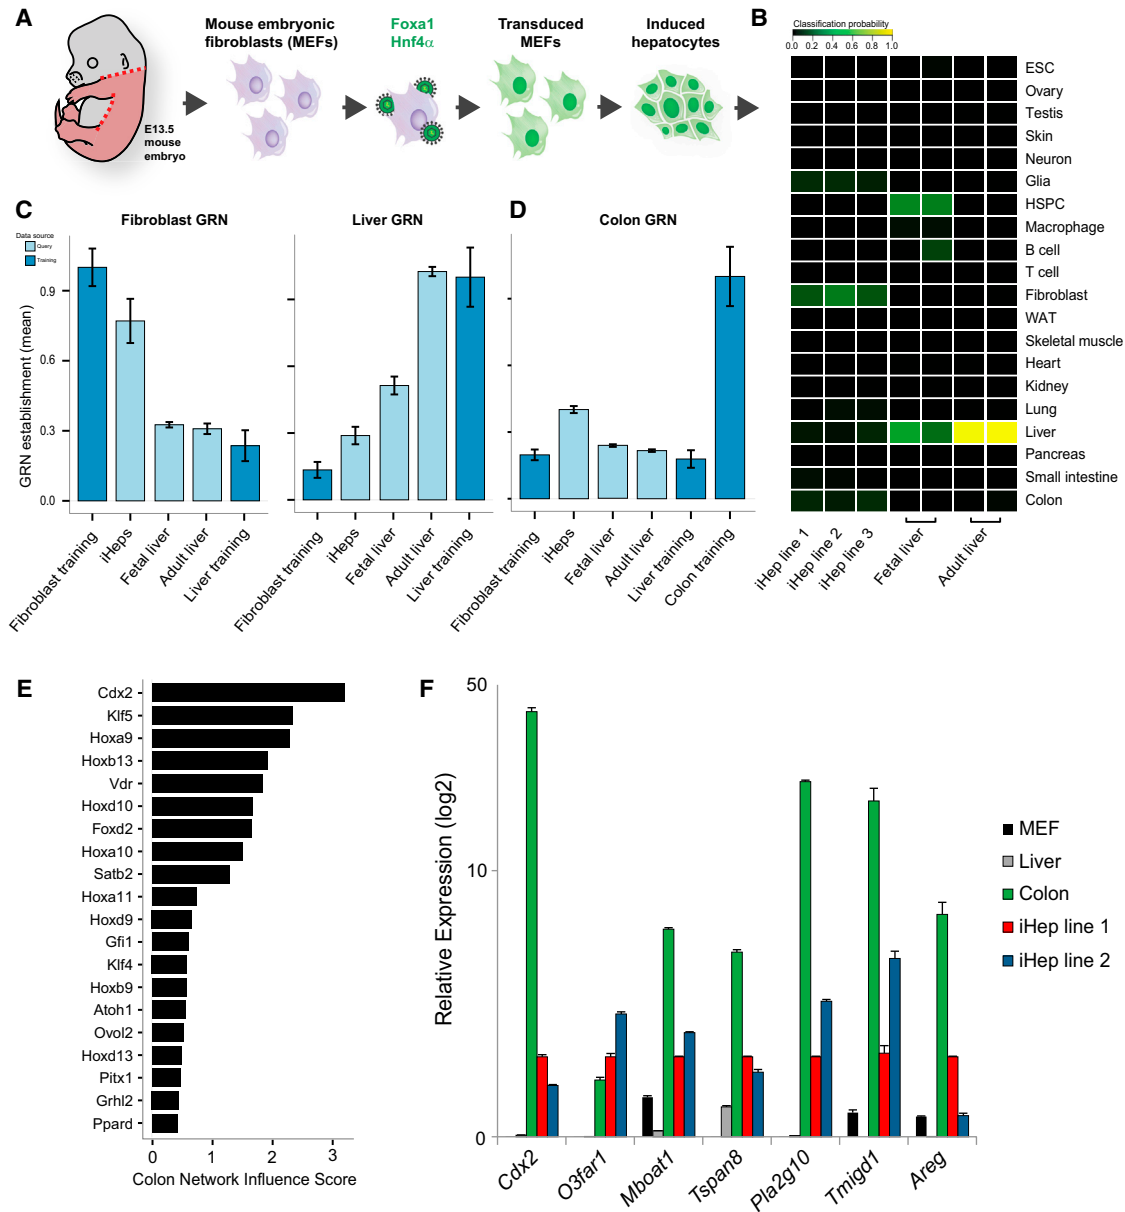 A
Mouse embryonic
fibroblasts (MEFs)
Foxa1
Hnf4α
Transduced
MEFs
Induced
hepatocytes
E13.5
mouse
embryo
B
Classification probability
0.0 0.2 0.4 0.6 0.8 1.0
ESC
Ovary
Testis
Skin
Neuron
Glia
HSPC
Macrophage
B cell
T cell
Fibroblast
WAT
Skeletal muscle
Heart
Kidney
Lung
Liver
Pancreas
Small intestine
Colon
iHep line 1
iHep line 2
iHep line 3
Fetal liver
Adult liver
C
Fibroblast GRN
Data source
Query
Training
GRN establishment (mean)
0.9
0.6
0.3
0.0
Fibroblast training
iHeps
Fetal liver
Adult liver
Liver training
Liver GRN
Fibroblast training
iHeps
Fetal liver
Adult liver
Liver training
D
Colon GRN
Fibroblast training
iHeps
Fetal liver
Adult liver
Liver training
Colon training
E
Cdx2
Klf5
Hoxa9
Hoxb13
Vdr
Hoxd10
Foxd2
Hoxa10
Satb2
Hoxa11
Hoxd9
Gfi1
Klf4
Hoxb9
Atoh1
Ovol2
Hoxd13
Pitx1
Grhl2
Ppard
0 1 2 3
Colon Network Influence Score
F
Relative Expression (log2)
50
10
0
Cdx2
O3far1
Mboat1
Tspan8
Pla2g10
Tmigd1
Areg
MEF
Liver
Colon
iHep line 1
iHep line 2